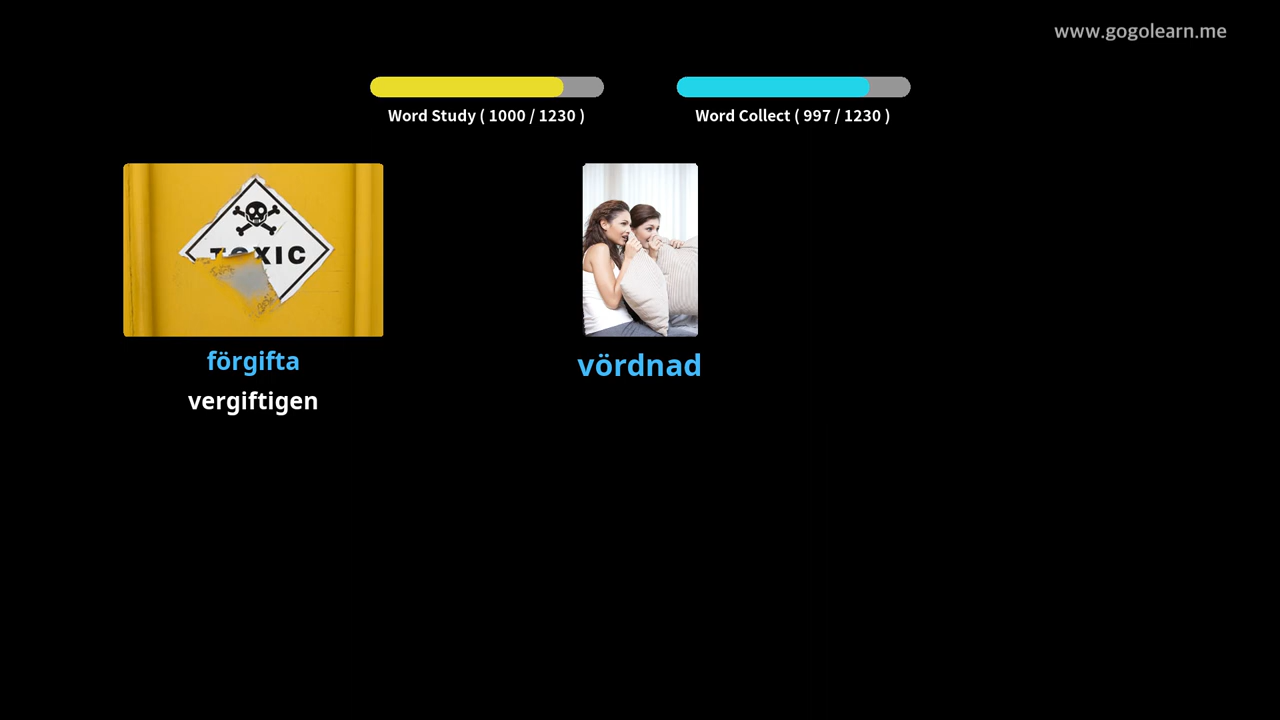 www.gogolearn.me
Word Study ( 1000 / 1230 )
Word Collect ( 997 / 1230 )
TOXIC
förgifta
vördnad
vergiftigen